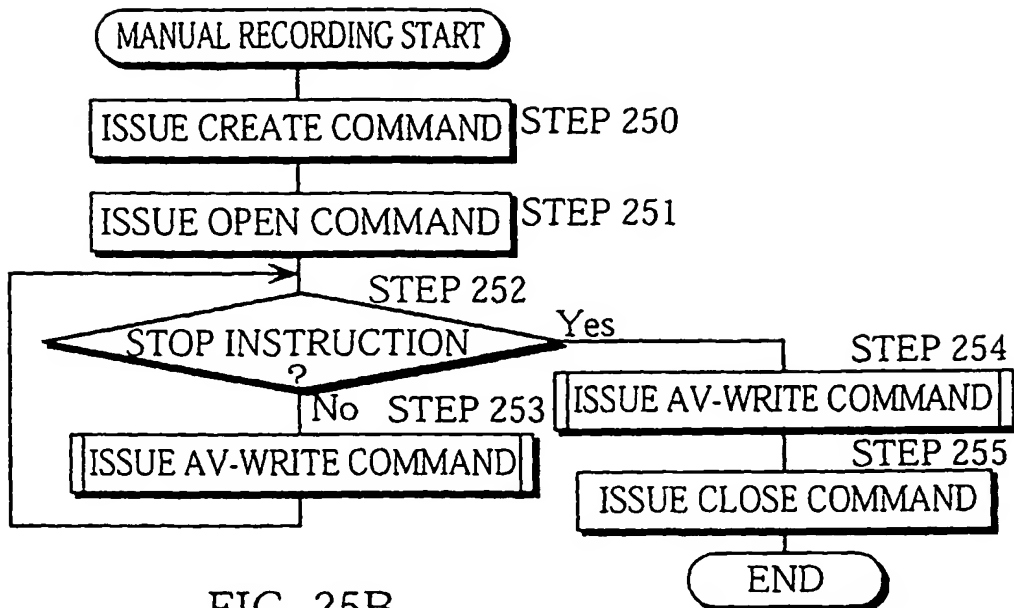 MANUAL RECORDING START
ISSUE CREATE COMMAND
STEP 250
ISSUE OPEN COMMAND
STEP 251
STEP 252
STOP INSTRUCTION
?
Yes
No
STEP 253
ISSUE AV-WRITE COMMAND
STEP 254
ISSUE AV-WRITE COMMAND
STEP 255
ISSUE CLOSE COMMAND
END
FIG. 25B